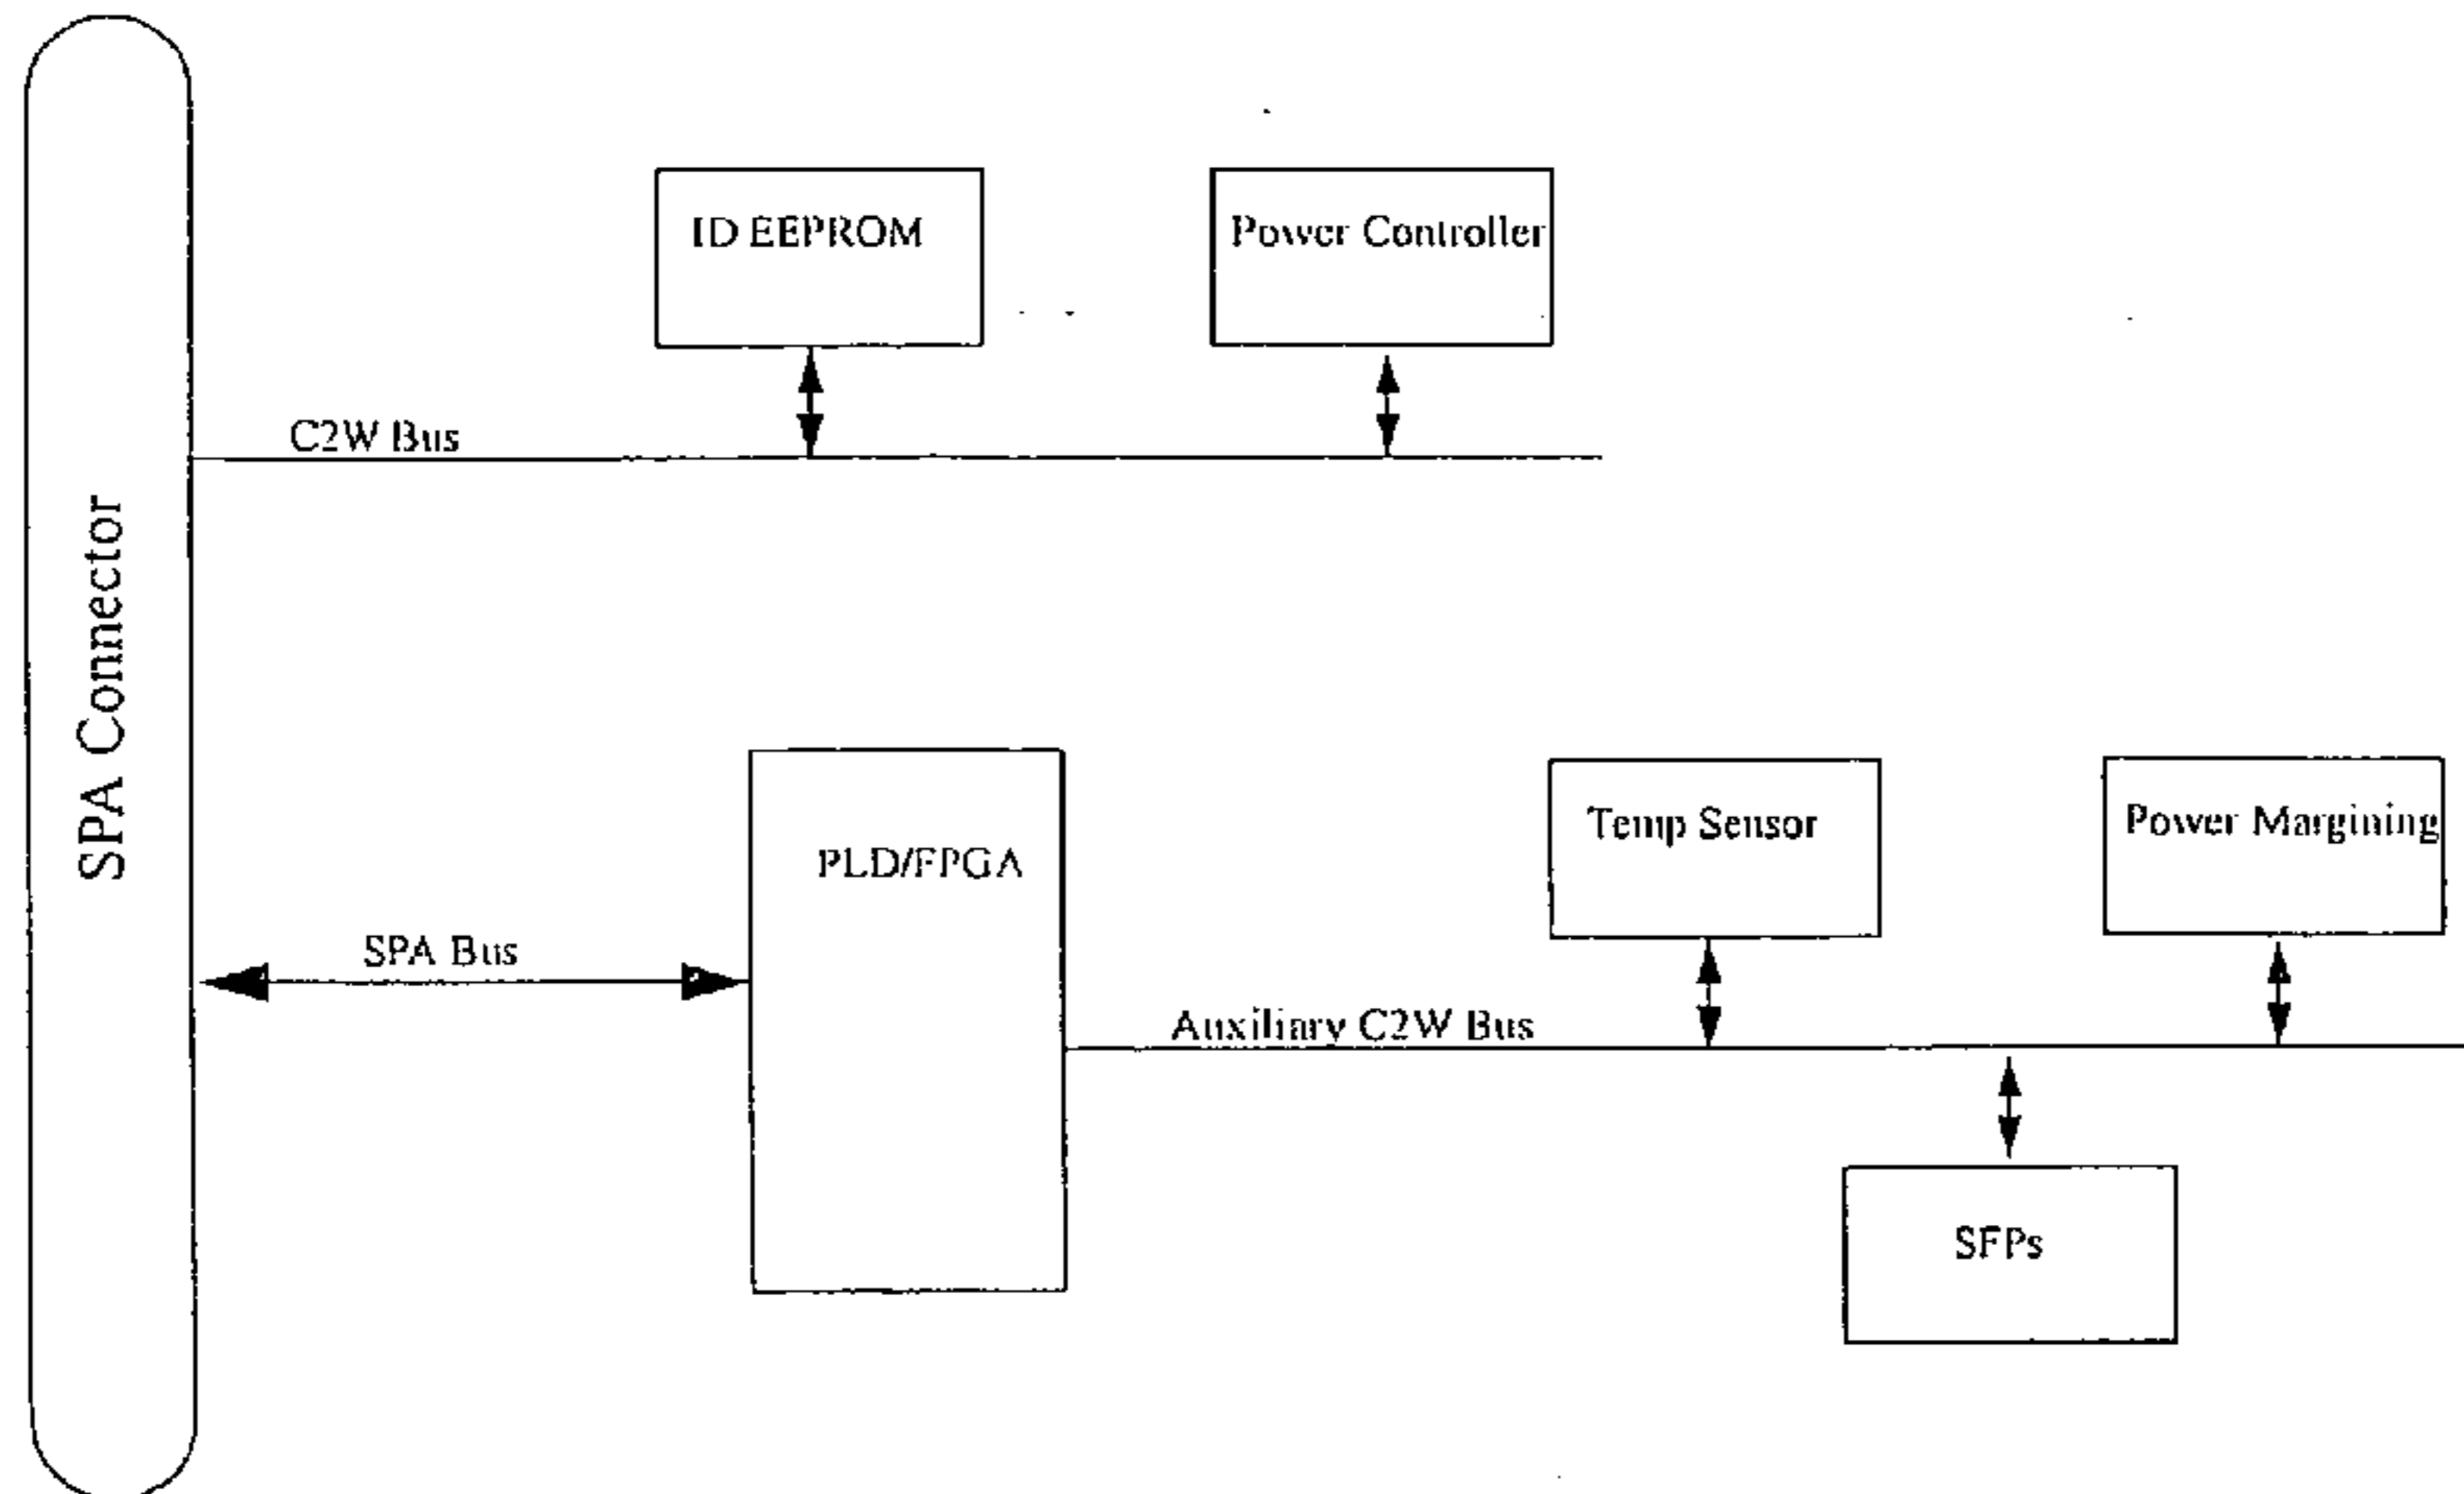 SPA Connector
ID EEPROM
Power Controller
C2W Bus
PLD/FPGA
SPA Bus
Temp Sensor
Power Margining
Auxiliary C2W Bus
SFPs